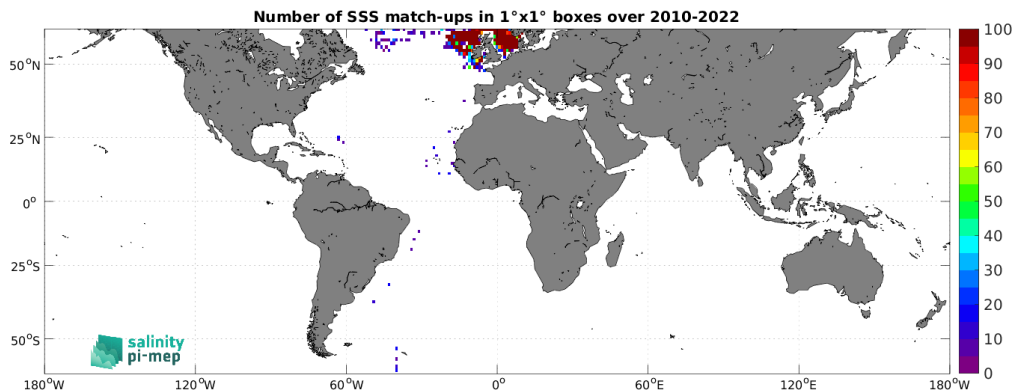 Number of SSS match-ups in 1°x1° boxes over 2010-2022
50°N
25°N
0°
25°S
50°S
180°W
120°W
60°W
0°
60°E
120°E
180°W
100
90
80
70
60
50
40
30
20
10
0
salinity
pi-mep